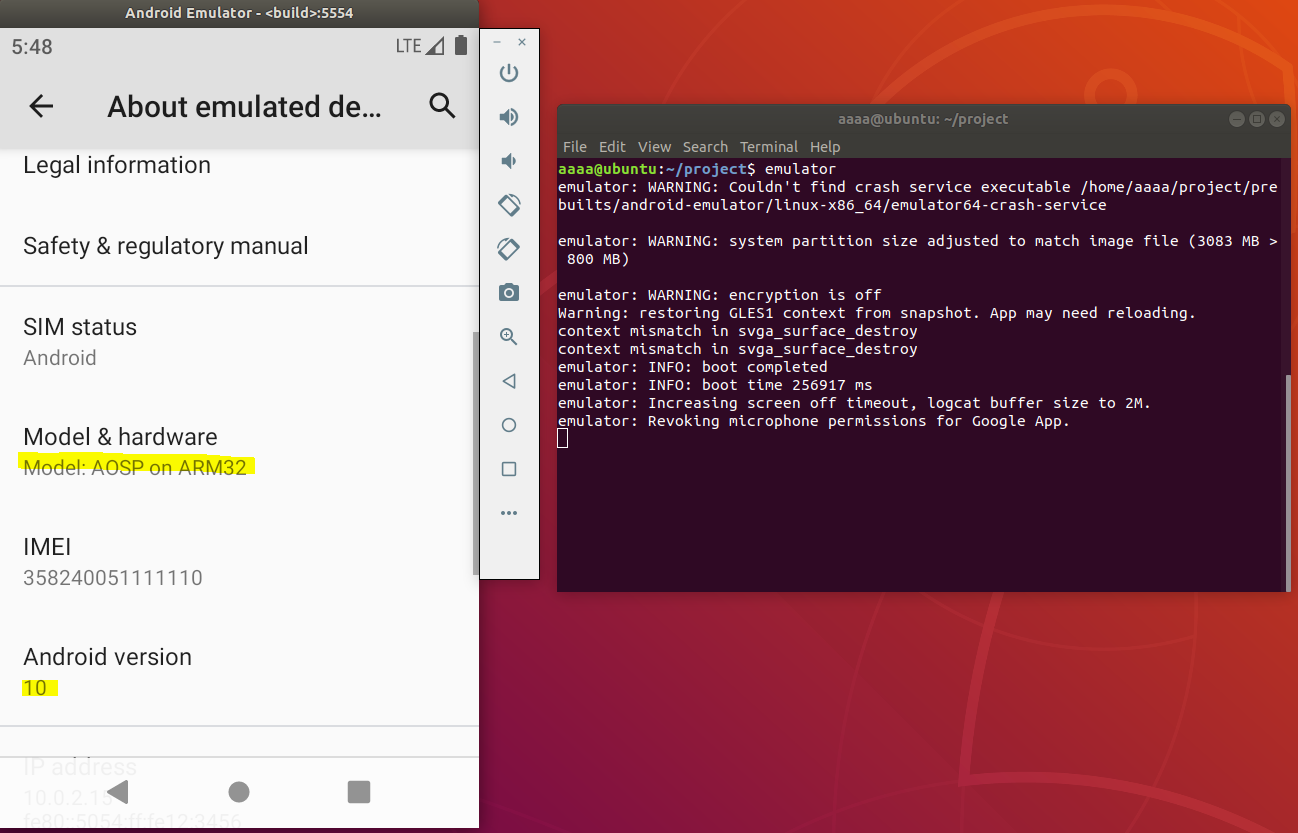 Android Emulator - <build>:5554
5:48
LTE
About emulated de...
Legal information
Safety & regulatory manual
SIM status
Android
Model & hardware
Model: AOSP on ARM32
IMEI
358240051111110
Android version
10
IP address
10.0.2.15
fe80::5054:ff:fe12:3456
aaaa@ubuntu: ~/project
File Edit View Search Terminal Help
aaaa@ubuntu:~/project$ emulator
emulator: WARNING: Couldn't find crash service executable /home/aaaa/project/pre
builts/android-emulator/linux-x86_64/emulator64-crash-service
emulator: WARNING: system partition size adjusted to match image file (3083 MB >
800 MB)
emulator: WARNING: encryption is off
Warning: restoring GLES1 context from snapshot. App may need reloading.
context mismatch in svga_surface_destroy
context mismatch in svga_surface_destroy
emulator: INFO: boot completed
emulator: INFO: boot time 256917 ms
emulator: Increasing screen off timeout, logcat buffer size to 2M.
emulator: Revoking microphone permissions for Google App.